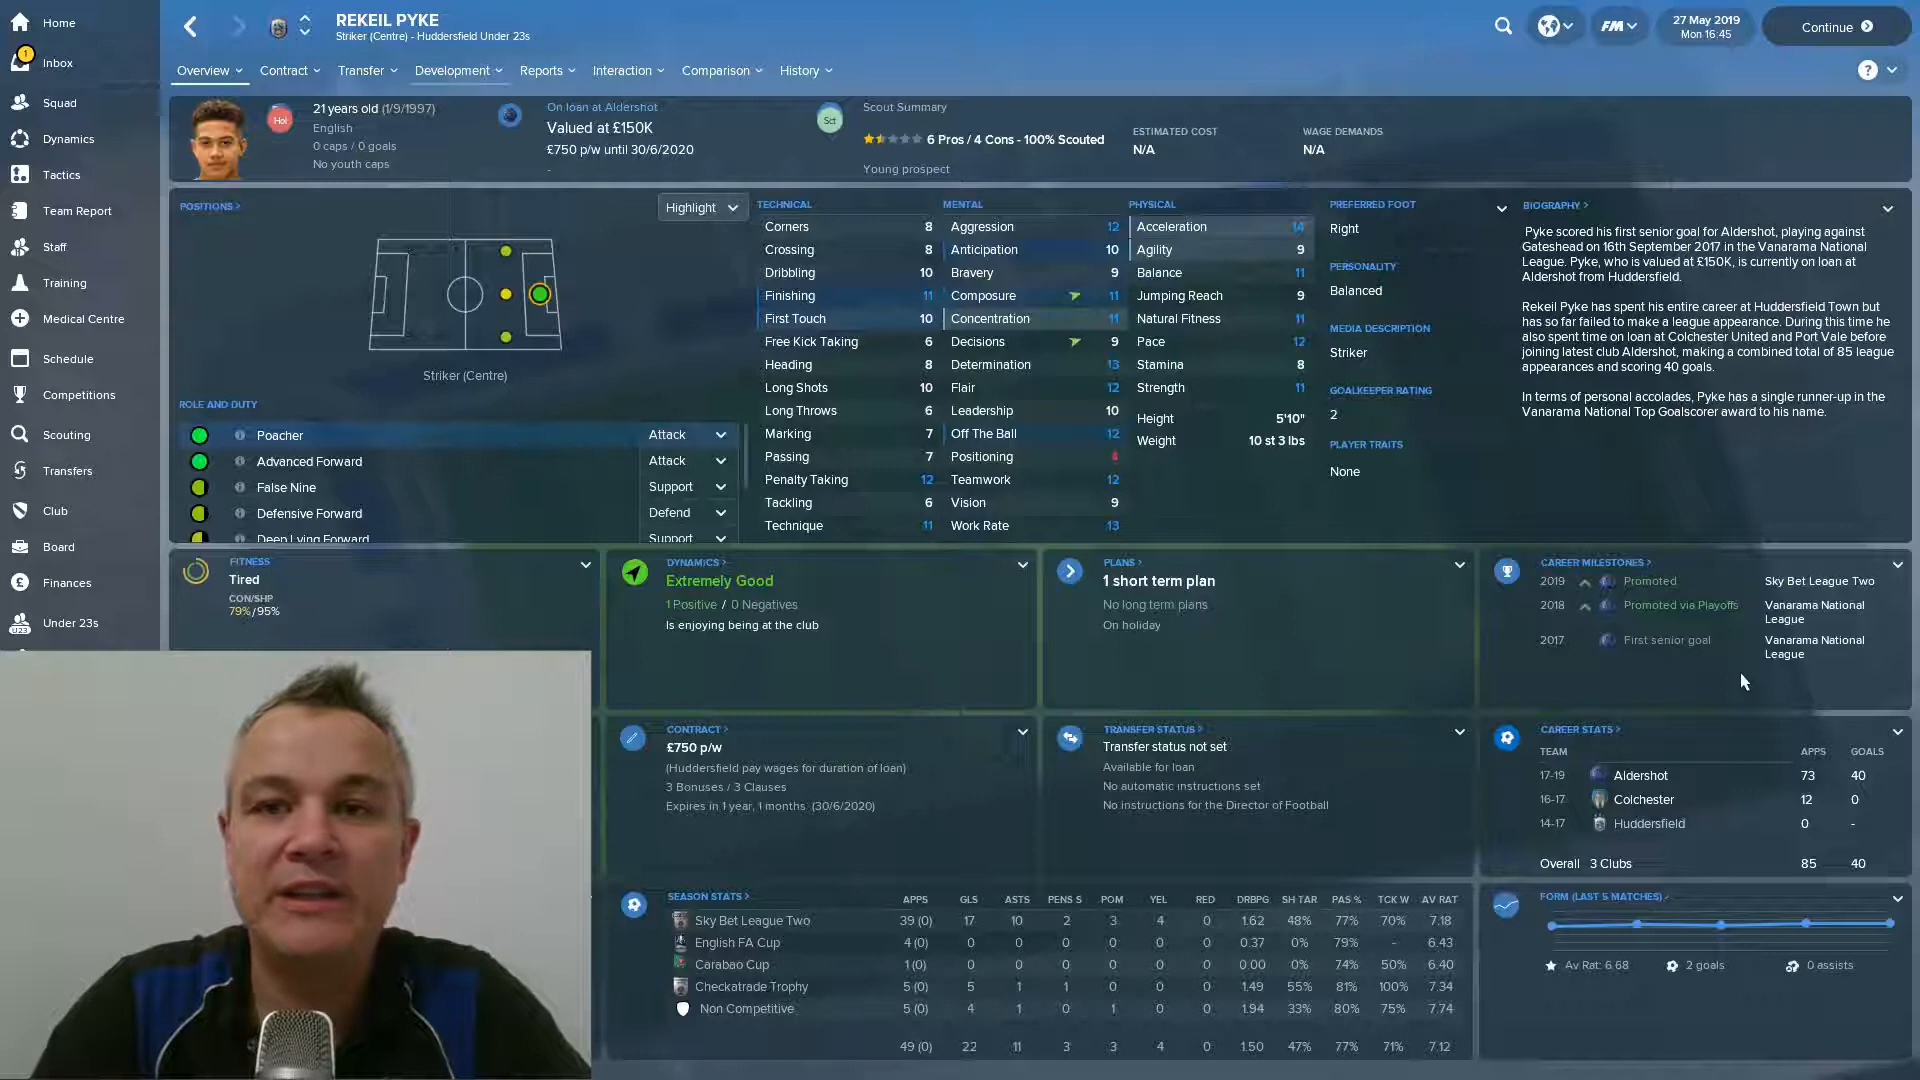 Home
1
Inbox
Squad
Dynamics
Tactics
Team Report
Staff
Training
Medical Centre
Schedule
Competitions
Scouting
Transfers
Club
Board
Finances
U23
Under 23s
REKEIL PYKE
Striker (Centre) - Huddersfield Under 23s
FM
27 May 2019
Mon 16:45
Continue
Overview
Contract
Transfer
Development
Reports
Interaction
Comparison
History
?
Hol
21 years old (1/9/1997)
English
0 caps / 0 goals
No youth caps
On loan at Aldershot
Valued at £150K
£750 p/w until 30/6/2020
-
Sct
Scout Summary
6 Pros / 4 Cons - 100% Scouted
Young prospect
ESTIMATED COST
N/A
WAGE DEMANDS
N/A
POSITIONS >
Highlight
Striker (Centre)
ROLE AND DUTY
Poacher Attack
Advanced Forward Attack
False Nine Support
Defensive Forward Defend
Deep Lying Forward Support
TECHNICAL
Corners 8
Crossing 8
Dribbling 10
Finishing 11
First Touch 10
Free Kick Taking 6
Heading 8
Long Shots 10
Long Throws 6
Marking 7
Passing 7
Penalty Taking 12
Tackling 6
Technique 11
MENTAL
Aggression 12
Anticipation 10
Bravery 9
Composure 11
Concentration 11
Decisions 9
Determination 13
Flair 12
Leadership 10
Off The Ball 12
Positioning
Teamwork 12
Vision 9
Work Rate 13
PHYSICAL
Acceleration 14
Agility 9
Balance 11
Jumping Reach 9
Natural Fitness 11
Pace 12
Stamina 8
Strength 11
Height 5'10"
Weight 10 st 3 lbs
PREFERRED FOOT
Right
PERSONALITY
Balanced
MEDIA DESCRIPTION
Striker
GOALKEEPER RATING
2
PLAYER TRAITS
None
BIOGRAPHY >
Pyke scored his first senior goal for Aldershot, playing against
Gateshead on 16th September 2017 in the Vanarama National
League. Pyke, who is valued at £150K, is currently on loan at
Aldershot from Huddersfield.
Rekeil Pyke has spent his entire career at Huddersfield Town but
has so far failed to make a league appearance. During this time he
also spent time on loan at Colchester United and Port Vale before
joining latest club Aldershot, making a combined total of 85 league
appearances and scoring 40 goals.
In terms of personal accolades, Pyke has a single runner-up in the
Vanarama National Top Goalscorer award to his name.
FITNESS
Tired
CON/SHP
79%/95%
DYNAMICS >
Extremely Good
1 Positive / 0 Negatives
Is enjoying being at the club
PLANS >
1 short term plan
No long term plans
On holiday
CAREER MILESTONES >
2019 Promoted Sky Bet League Two
2018 Promoted via Playoffs Vanarama National
League
2017 First senior goal Vanarama National
League
CONTRACT >
£750 p/w
(Huddersfield pay wages for duration of loan)
3 Bonuses / 3 Clauses
Expires in 1 year, 1 months (30/6/2020)
TRANSFER STATUS >
Transfer status not set
Available for loan
No automatic instructions set
No instructions for the Director of Football
CAREER STATS >
TEAM APPS GOALS
17-19 Aldershot 73 40
16-17 Colchester 12 0
14-17 Huddersfield 0 -
Overall 3 Clubs 85 40
SEASON STATS > APPS GLS ASTS PENS S POM YEL RED DRBPG SH TAR PAS % TCK W AV RAT
Sky Bet League Two 39 (0) 17 10 2 3 4 0 1.62 48% 77% 70% 7.18
English FA Cup 4 (0) 0 0 0 0 0 0 0.37 0% 79% - 6.43
Carabao Cup 1 (0) 0 0 0 0 0 0 0.00 0% 74% 50% 6.40
Checkatrade Trophy 5 (0) 5 1 1 0 0 0 1.49 55% 81% 100% 7.34
Non Competitive 5 (0) 4 1 0 1 0 0 1.94 33% 80% 75% 7.74
49 (0) 22 11 3 3 4 0 1.50 47% 77% 71% 7.12
FORM (LAST 5 MATCHES)
Av Rat: 6.68 2 goals 0 assists